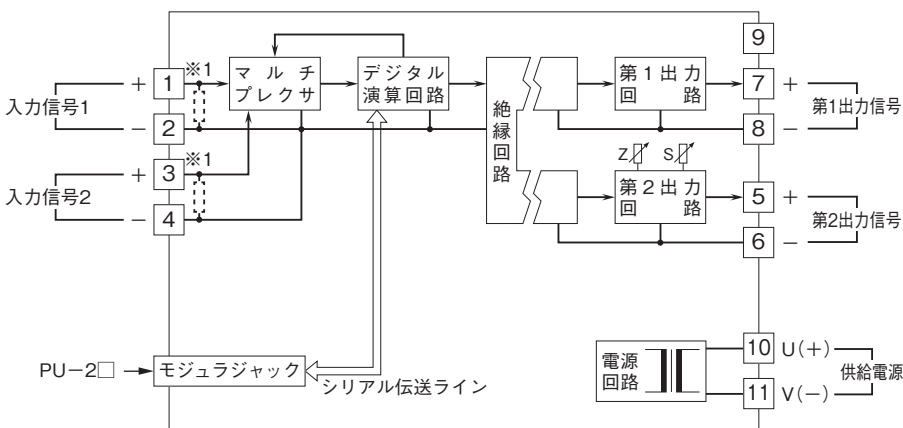 9
入力信号1
+
1
※1
マルチ
プレクサ
デジタル
演算回路
絶縁回路
第1出力
回路
7
+
第1出力信号
−
2
8
−
入力信号2
+
3
※1
−
4
Z
S
第2出力
回路
5
+
第2出力信号
6
−
PU−2□
モジュラジャック
シリアル伝送ライン
電源
回路
10
U(+)
供給電源
11
V(−)